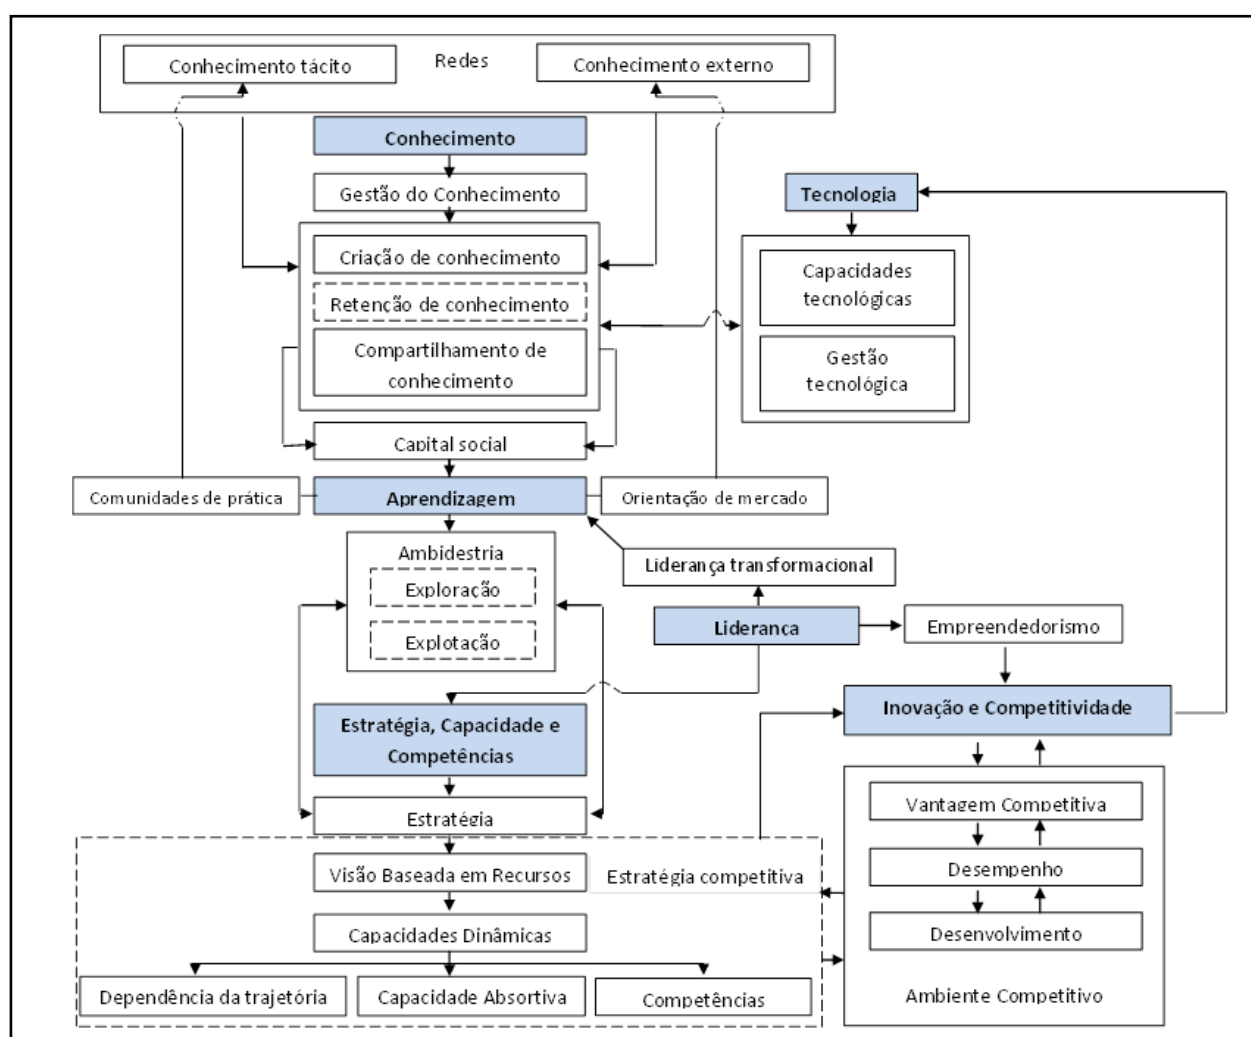 Redes
Conhecimento tácito
Conhecimento externo
Conhecimento
Gestão do Conhecimento
Tecnologia
Criação de conhecimento
Retenção de conhecimento
Compartilhamento de
conhecimento
Capacidades
tecnológicas
Gestão
tecnológica
Capital social
Comunidades de prática
Aprendizagem
Orientação de mercado
Ambidestria
Exploração
Explotação
Liderança transformacional
Liderança
Empreendedorismo
Estratégia, Capacidade e
Competências
Inovação e Competitividade
Estratégia
Vantagem Competitiva
Visão Baseada em Recursos
Estratégia competitiva
Desempenho
Capacidades Dinâmicas
Desenvolvimento
Dependência da trajetória
Capacidade Absortiva
Competências
Ambiente Competitivo